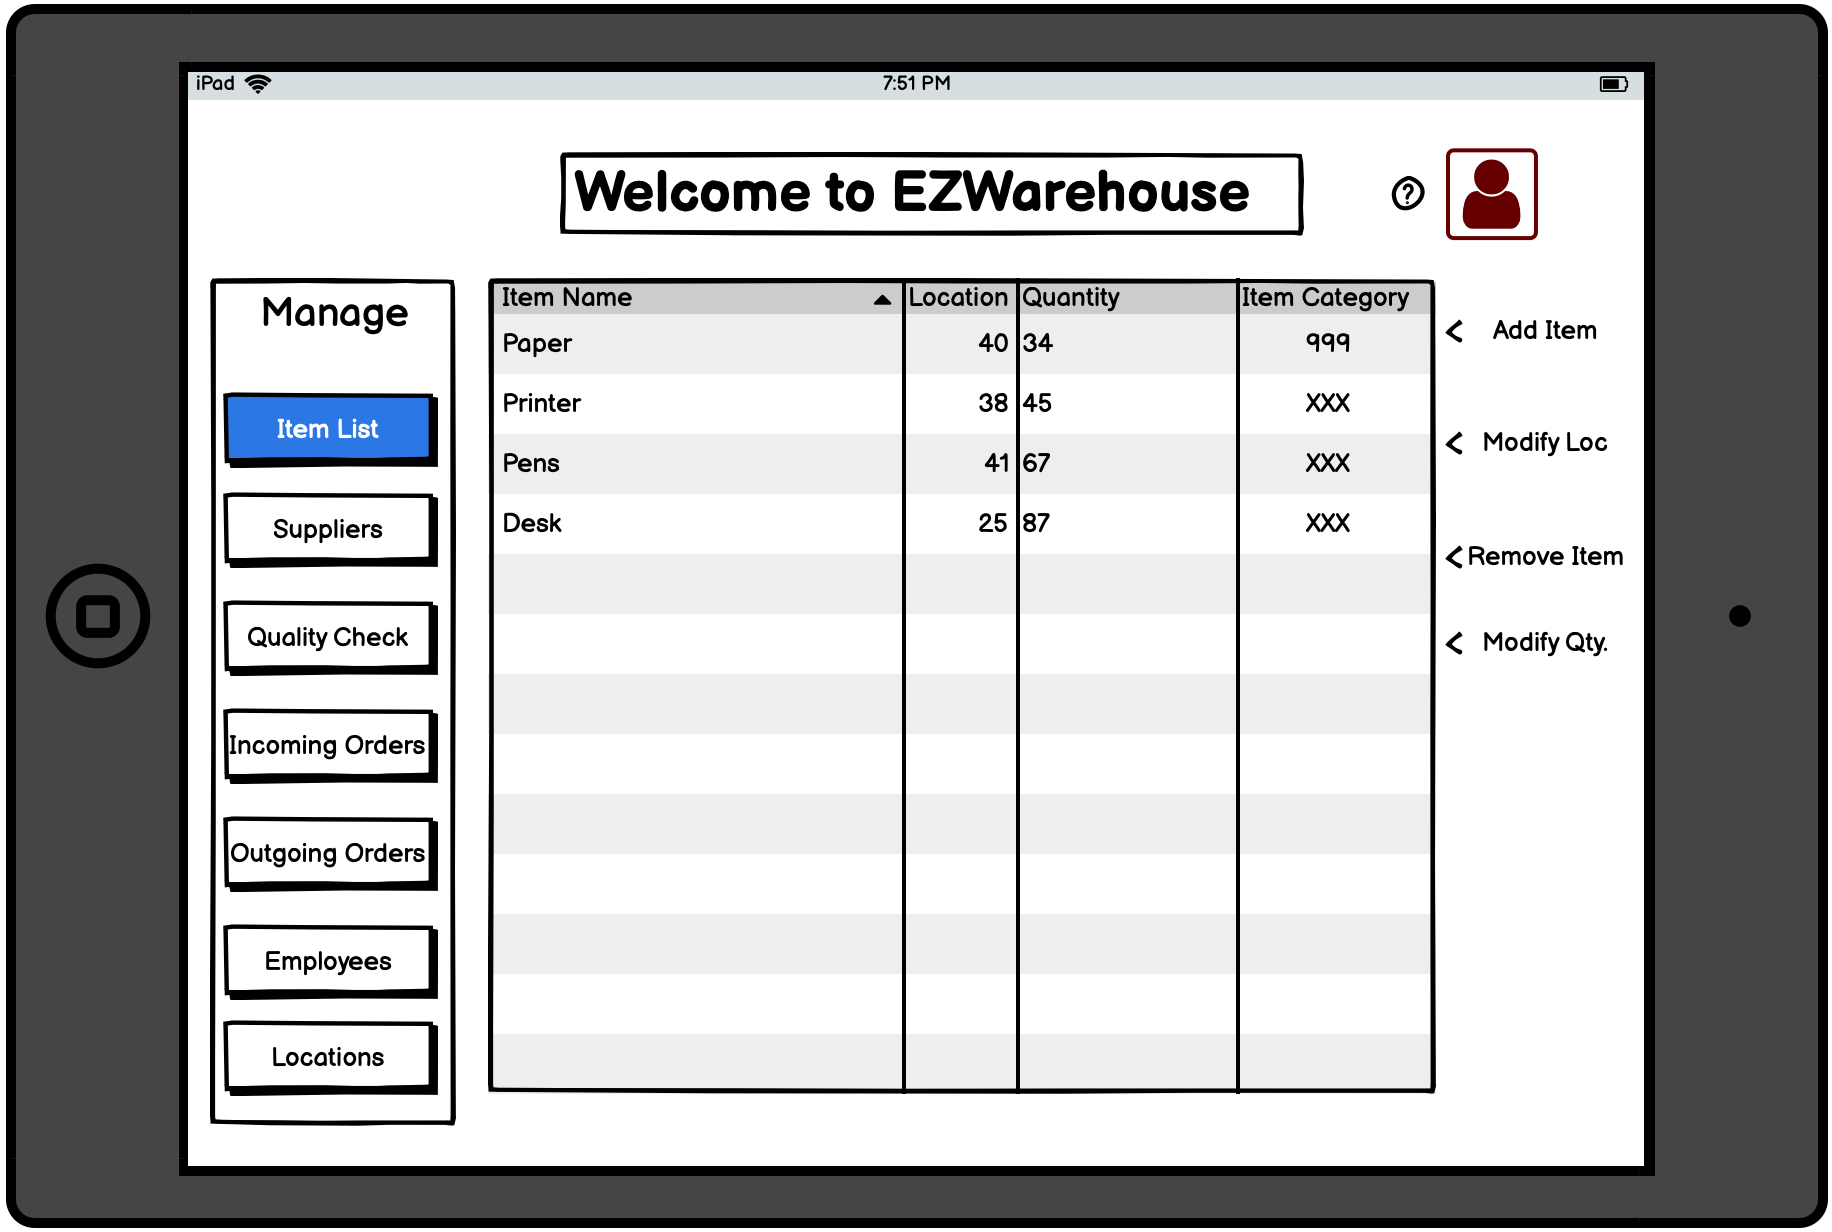 iPad 7:51 PM
Welcome to EZWarehouse ?
Manage
Item List
Suppliers
Quality Check
Incoming Orders
Outgoing Orders
Employees
Locations
Item Name Location Quantity Item Category
Paper 40 34 999
Printer 38 45 XXX
Pens 41 67 XXX
Desk 25 87 XXX
< Add Item
< Modify Loc
< Remove Item
< Modify Qty.